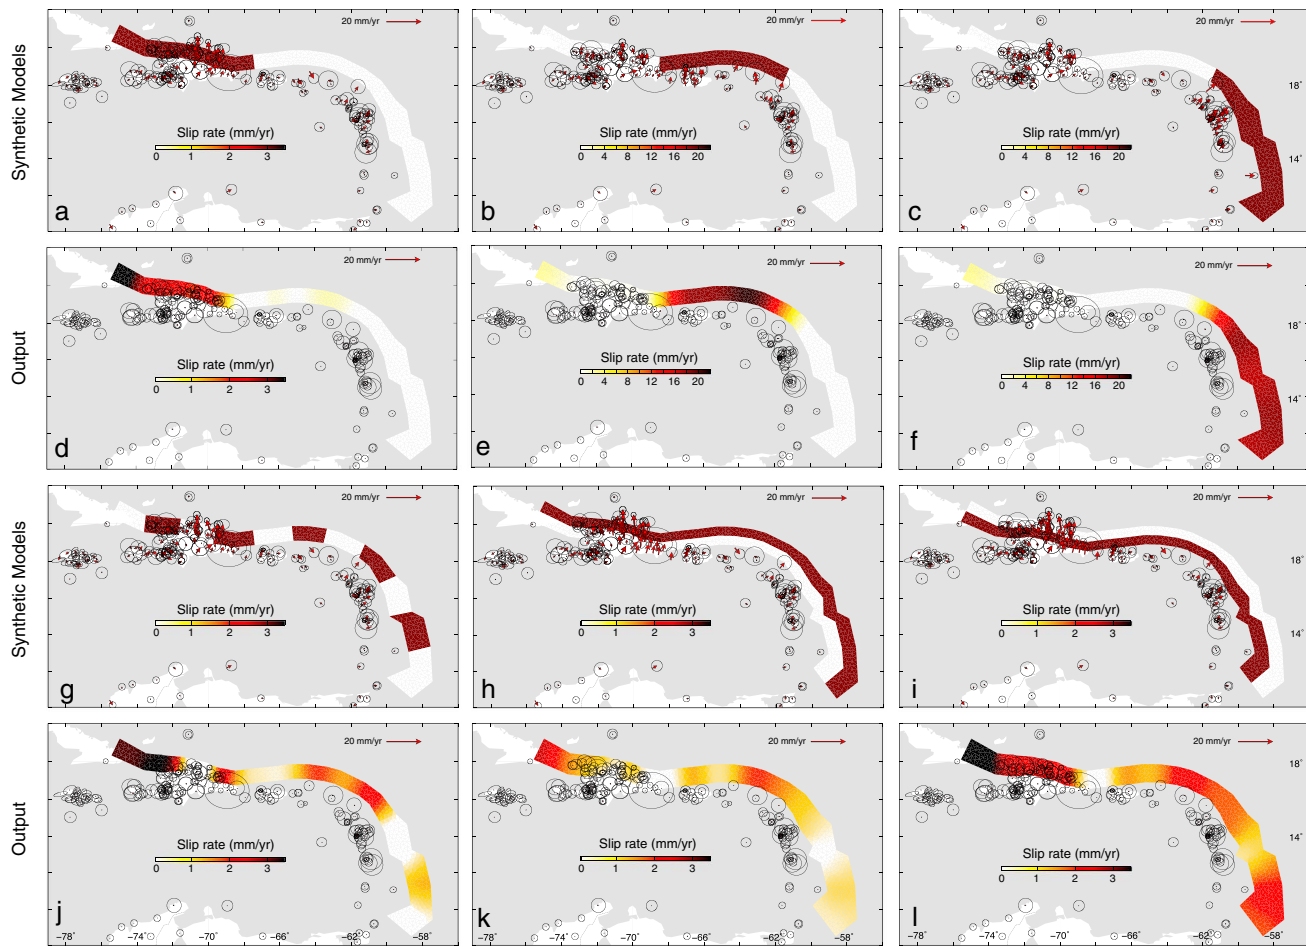 Synthetic Models
20 mm/yr
Slip rate (mm/yr)
0 1 2 3
a
20 mm/yr
Slip rate (mm/yr)
0 4 8 12 16 20
b
20 mm/yr
18°
Slip rate (mm/yr)
0 4 8 12 16 20
14°
c
Output
20 mm/yr
Slip rate (mm/yr)
0 1 2 3
d
20 mm/yr
Slip rate (mm/yr)
0 4 8 12 16 20
e
20 mm/yr
18°
Slip rate (mm/yr)
0 4 8 12 16 20
14°
f
Synthetic Models
20 mm/yr
Slip rate (mm/yr)
0 1 2 3
g
20 mm/yr
Slip rate (mm/yr)
0 1 2 3
h
20 mm/yr
18°
Slip rate (mm/yr)
0 1 2 3
14°
i
Output
20 mm/yr
Slip rate (mm/yr)
0 1 2 3
j
−78° −74° −70° −66° −62° −58°
20 mm/yr
Slip rate (mm/yr)
0 1 2 3
k
−78° −74° −70° −66° −62° −58°
20 mm/yr
18°
Slip rate (mm/yr)
0 1 2 3
14°
l
−78° −74° −70° −66° −62° −58°